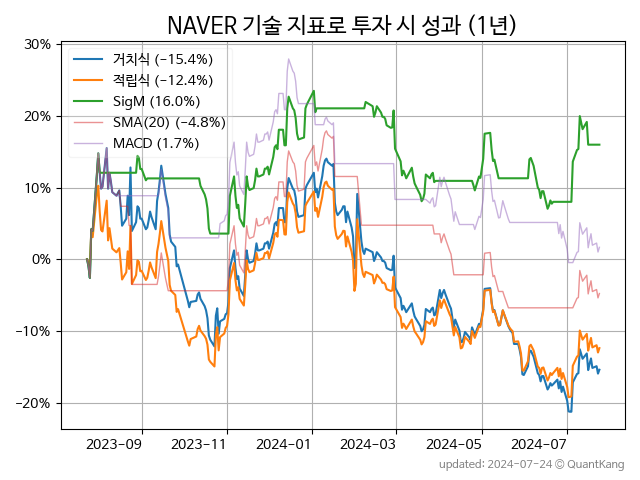 NAVER 기술 지표로 투자 시 성과 (1년)
30%
20%
10%
0%
−10%
−20%
거치식 (−15.4%)
적립식 (−12.4%)
SigM (16.0%)
SMA(20) (−4.8%)
MACD (1.7%)
2023-09 2023-11 2024-01 2024-03 2024-05 2024-07
updated: 2024-07-24 @ QuantKang